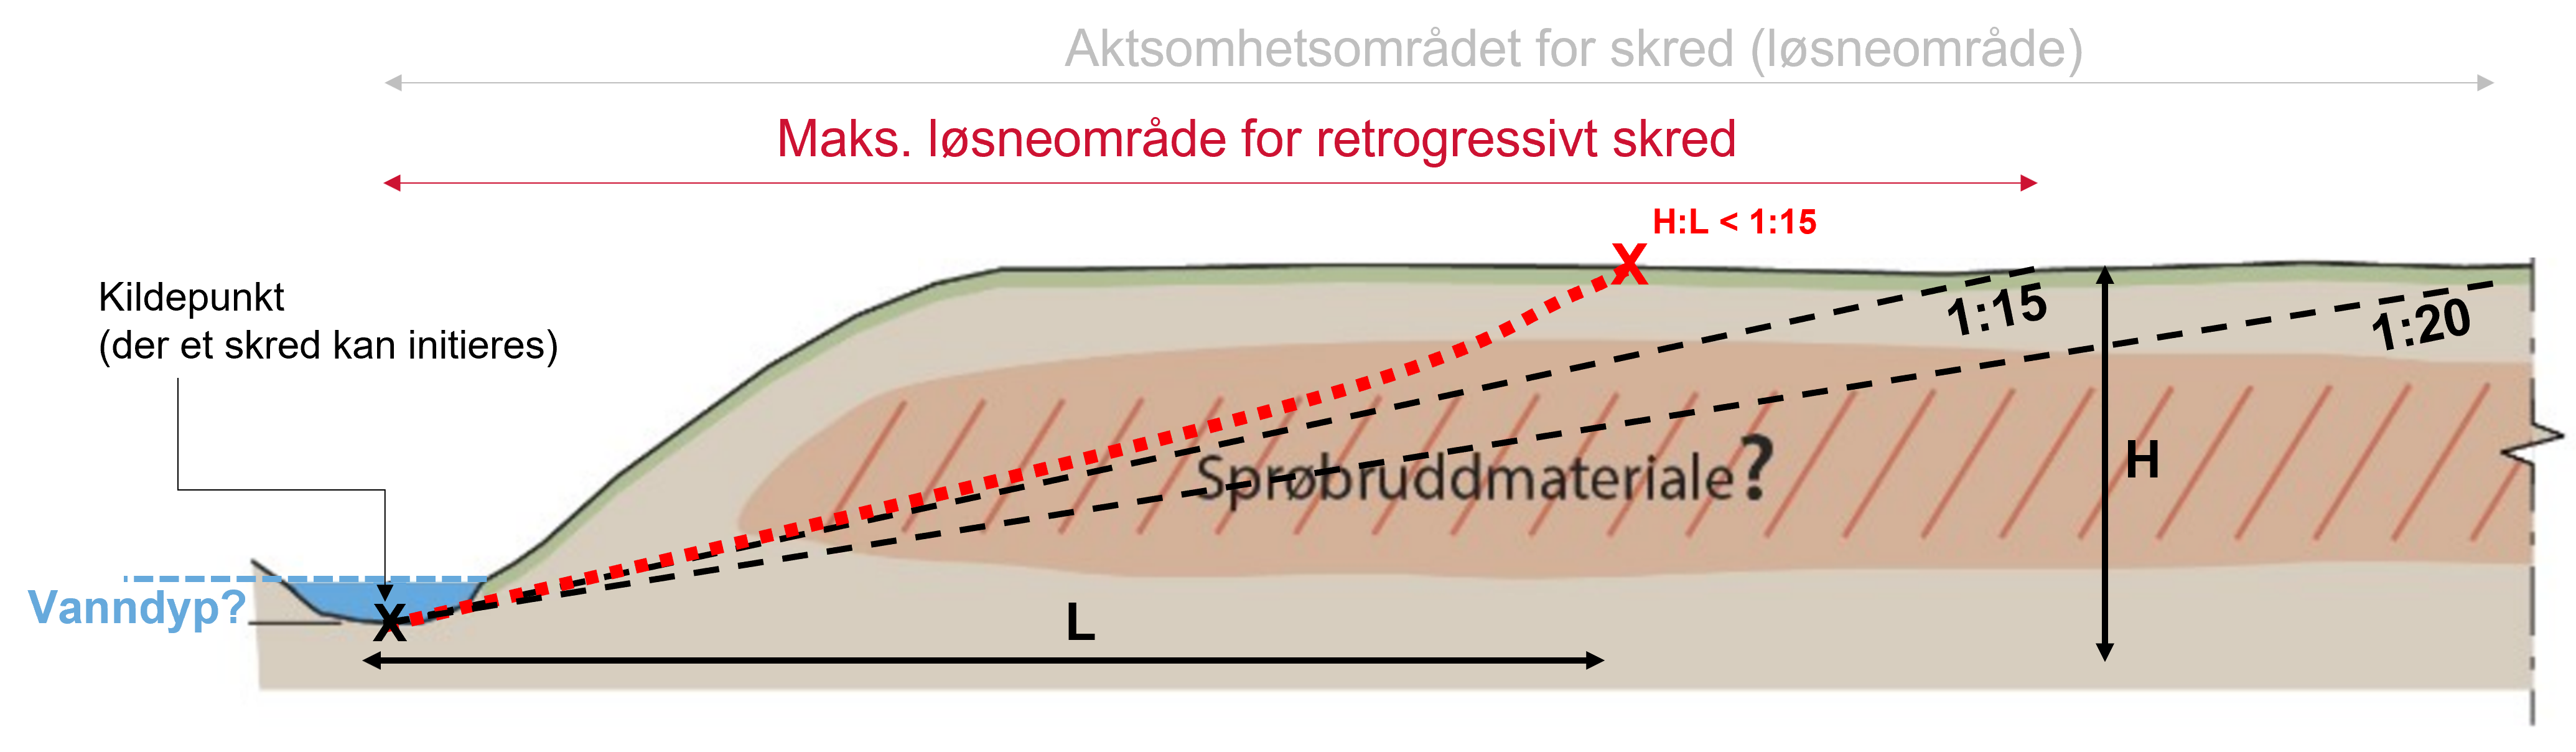 Aktsomhetsområdet for skred (løsneområde)
Maks. løsneområde for retrogressivt skred
H:L < 1:15
X
Kildepunkt
(der et skred kan initieres)
1:15
1:20
H
Sprøbruddmateriale?
Vanndyp?
X
L